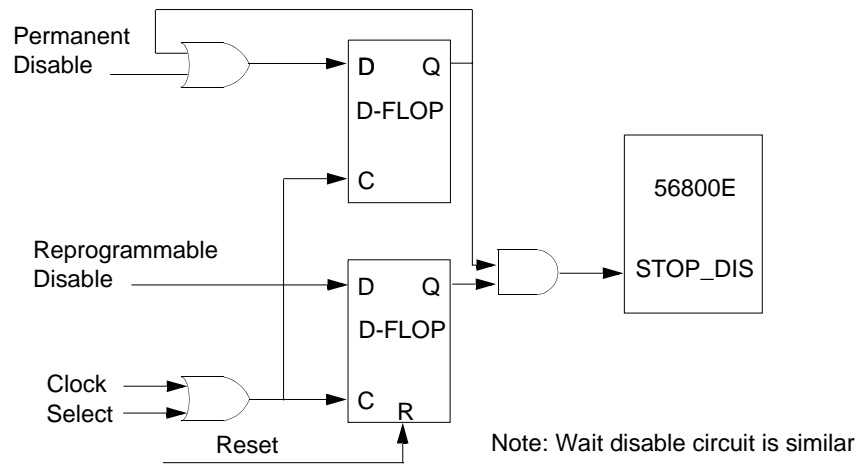 Permanent
Disable
D Q
D-FLOP
C
56800E
STOP_DIS
Reprogrammable
Disable
D Q
D-FLOP
C
R
Clock
Select
Reset
Note: Wait disable circuit is similar